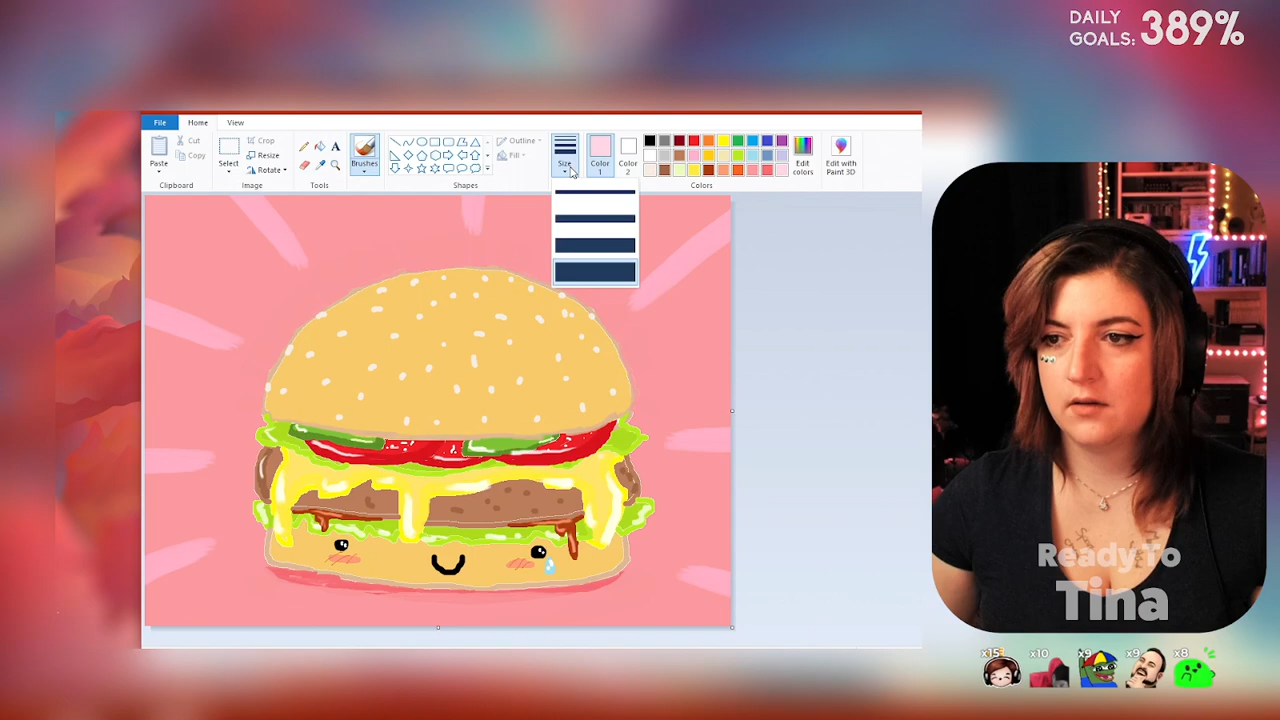 DAILY
GOALS: 389%
File Home View
Paste
Cut
Copy
Clipboard
Select
Crop
Resize
Rotate
Image
A
Tools
Brushes
Outline
Fill
Shapes
Size
Color
1
Color
2
Edit
colors
Colors
Edit with
Paint 3D
ReadyTo
Tina
x15 x10 x9 x9 x8